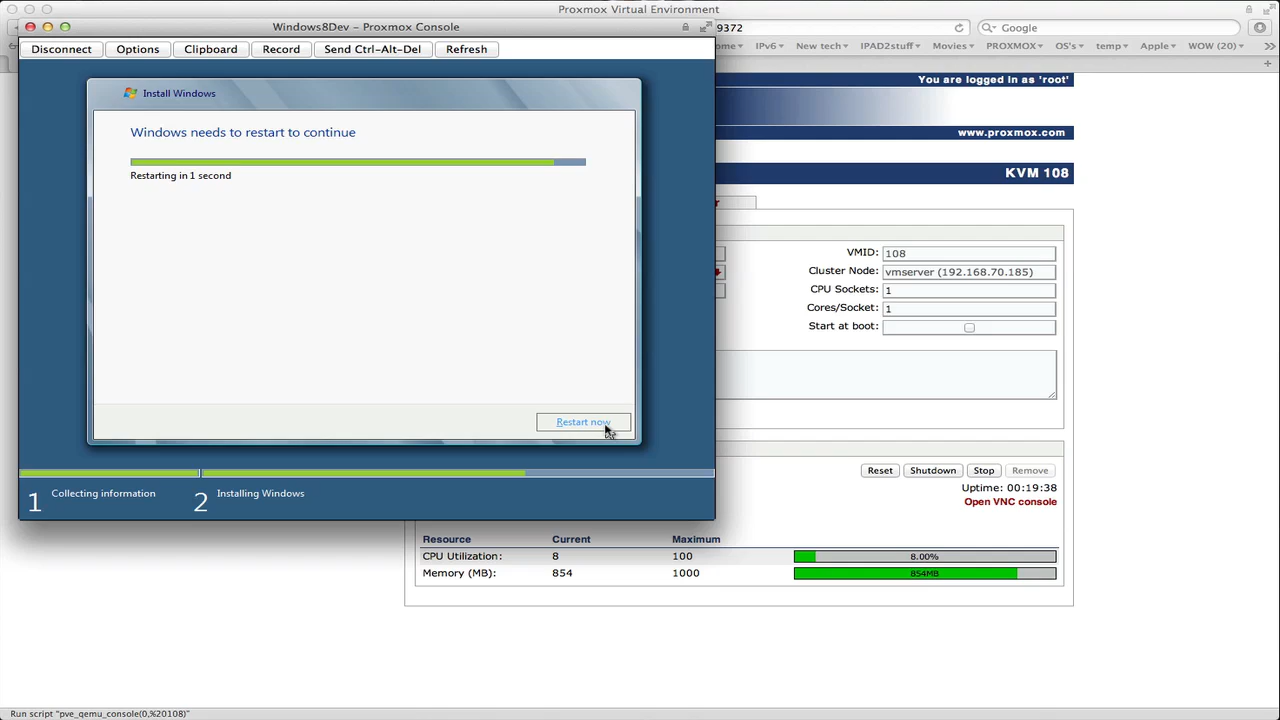 Proxmox Virtual Environment
Windows8Dev – Proxmox Console
9372
Google
Disconnect
Options
Clipboard
Record
Send Ctrl-Alt-Del
Refresh
ome
IPv6
New tech
IPAD2stuff
Movies
PROXMOX
OS's
temp
Apple
WOW (20)
You are logged in as 'root'
Install Windows
Windows needs to restart to continue
www.proxmox.com
Restarting in 1 second
KVM 108
VMID: 108
Cluster Node: vmserver (192.168.70.185)
CPU Sockets: 1
Cores/Socket: 1
Start at boot:
Restart now
Reset
Shutdown
Stop
Remove
Uptime: 00:19:38
1 Collecting information
2 Installing Windows
Open VNC console
Resource Current Maximum
CPU Utilization: 8 100 8.00%
Memory (MB): 854 1000 854MB
Run script "pve_qemu_console(0,%20108)"